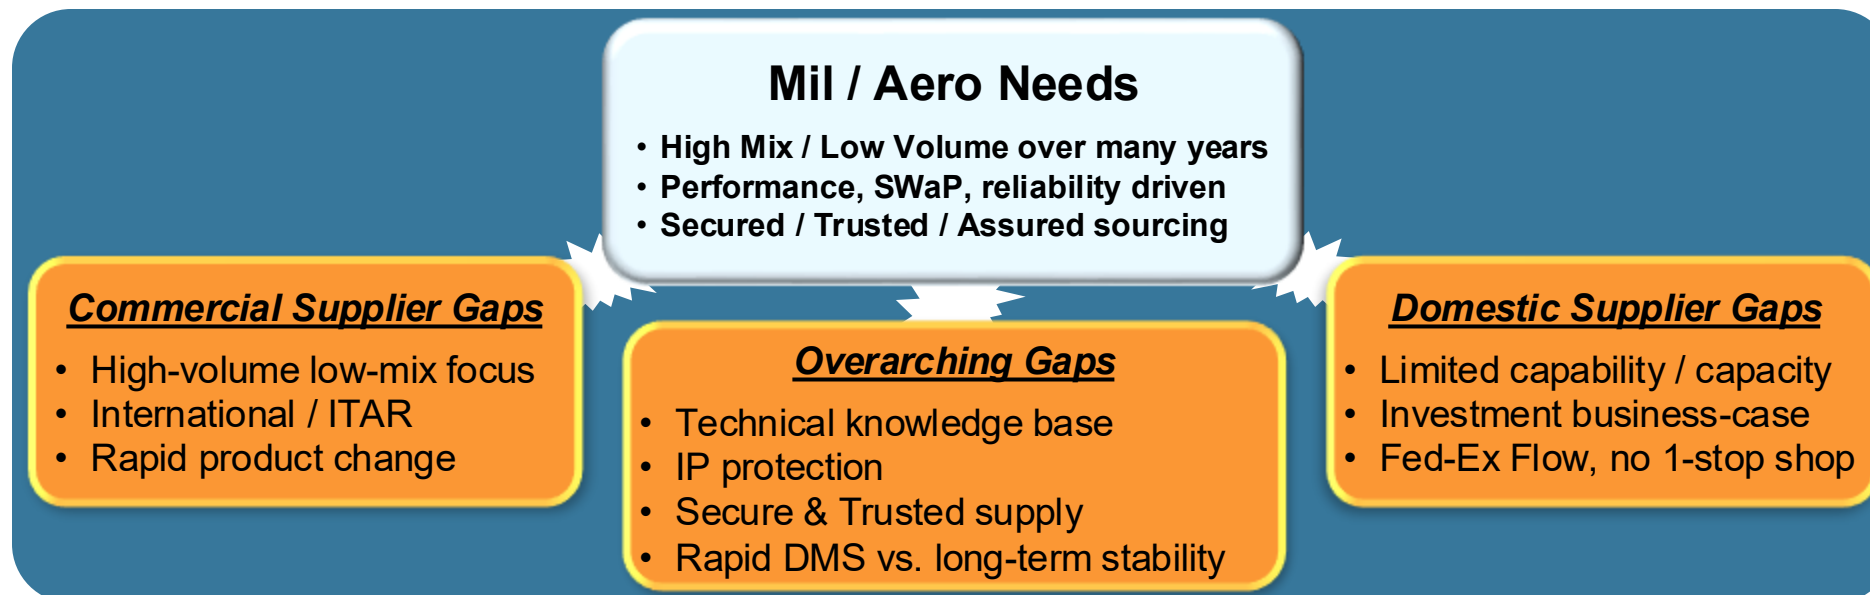 Mil / Aero Needs
• High Mix / Low Volume over many years
• Performance, SWaP, reliability driven
• Secured / Trusted / Assured sourcing
Commercial Supplier Gaps
• High-volume low-mix focus
• International / ITAR
• Rapid product change
Overarching Gaps
• Technical knowledge base
• IP protection
• Secure & Trusted supply
• Rapid DMS vs. long-term stability
Domestic Supplier Gaps
• Limited capability / capacity
• Investment business-case
• Fed-Ex Flow, no 1-stop shop